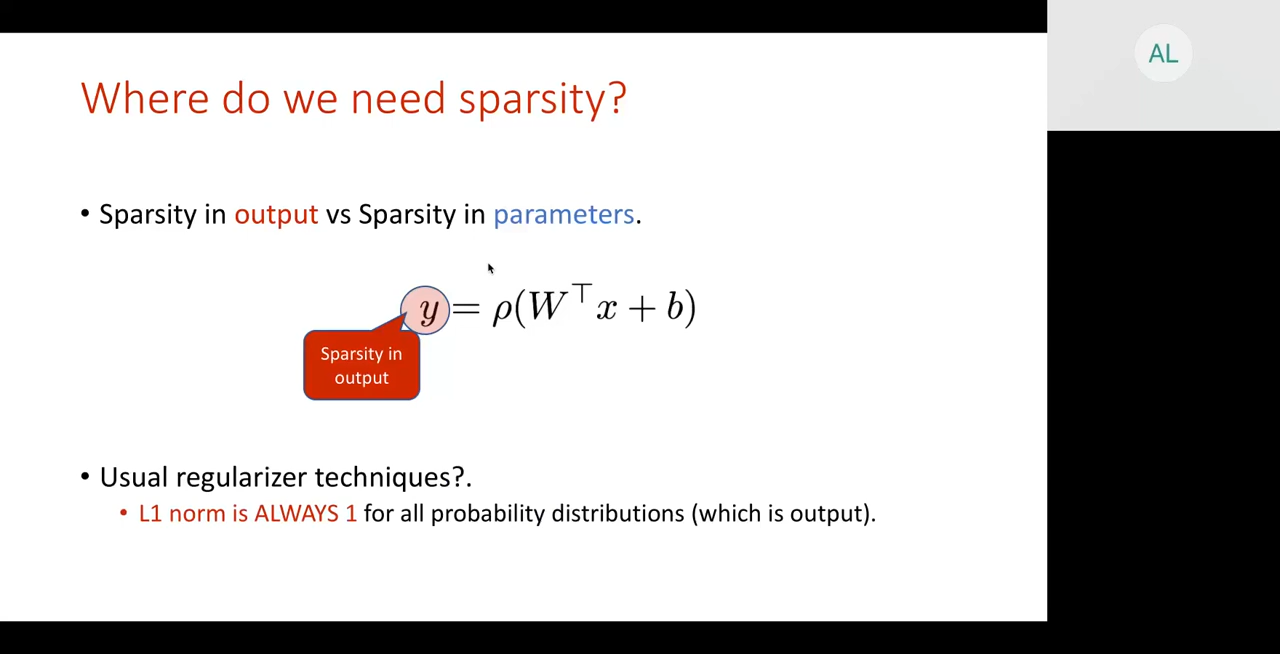 Where do we need sparsity?
AL
• Sparsity in output vs Sparsity in parameters.
y = ρ(W⊤x + b)
Sparsity in
output
• Usual regularizer techniques?.
• L1 norm is ALWAYS 1 for all probability distributions (which is output).